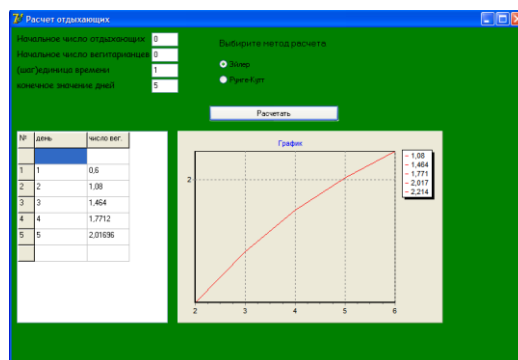 Расчет отдыхающих
Начальное число отдыхающих 0
Начальное число вегитарианцев 0
(шаг)единица времени 1
конечное значение дней 5
Выбирите метод расчета
Эйлер
Рунге-Кутт
Расчетать
№ день число вег.
1 1 0,6
2 2 1,08
3 3 1,464
4 4 1,7712
5 5 2,01696
График
1,08
1,464
1,771
2,017
2,214
2
2 3 4 5 6